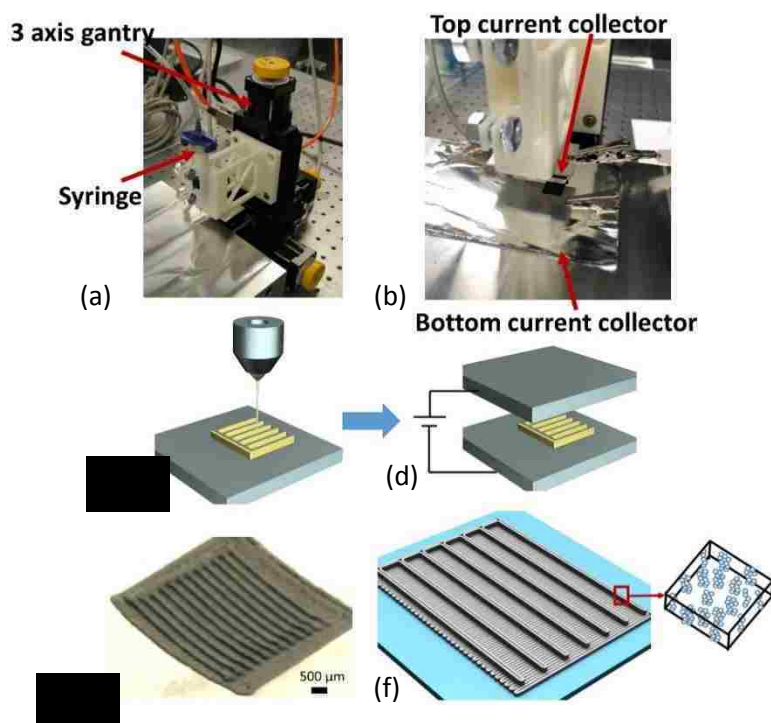 3 axis gantry
Syringe
(a)
Top current collector
(b)
Bottom current collector
(d)
500 μm
(f)